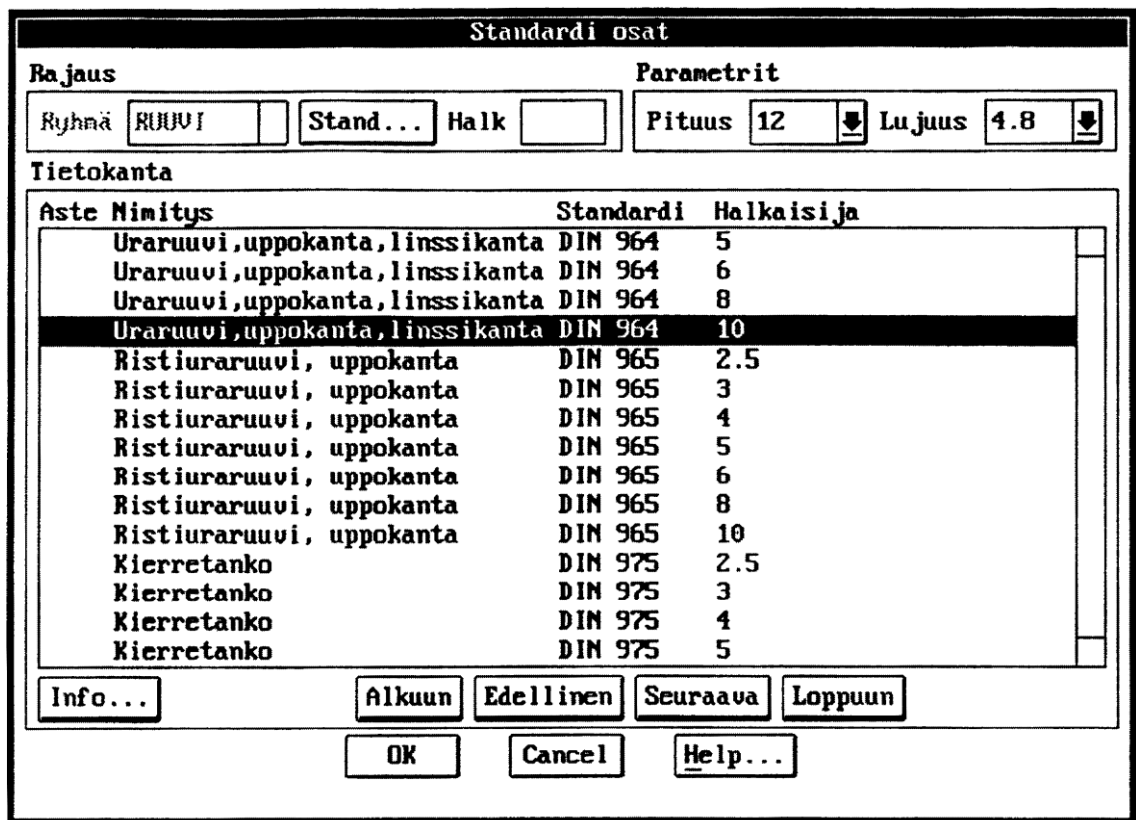 Standardi osat
Rajaus Parametrit
Ryhmä RUUVI Stand... Halk Pituus 12 Lujuus 4.8
Tietokanta
Aste Nimitys Standardi Halkaisija
Uraruuvi,uppokanta,linssikanta DIN 964 5
Uraruuvi,uppokanta,linssikanta DIN 964 6
Uraruuvi,uppokanta,linssikanta DIN 964 8
Uraruuvi,uppokanta,linssikanta DIN 964 10
Ristiuraruuvi, uppokanta DIN 965 2.5
Ristiuraruuvi, uppokanta DIN 965 3
Ristiuraruuvi, uppokanta DIN 965 4
Ristiuraruuvi, uppokanta DIN 965 5
Ristiuraruuvi, uppokanta DIN 965 6
Ristiuraruuvi, uppokanta DIN 965 8
Ristiuraruuvi, uppokanta DIN 965 10
Kierretanko DIN 975 2.5
Kierretanko DIN 975 3
Kierretanko DIN 975 4
Kierretanko DIN 975 5
Info... Alkuun Edellinen Seuraava Loppuun
OK Cancel Help...